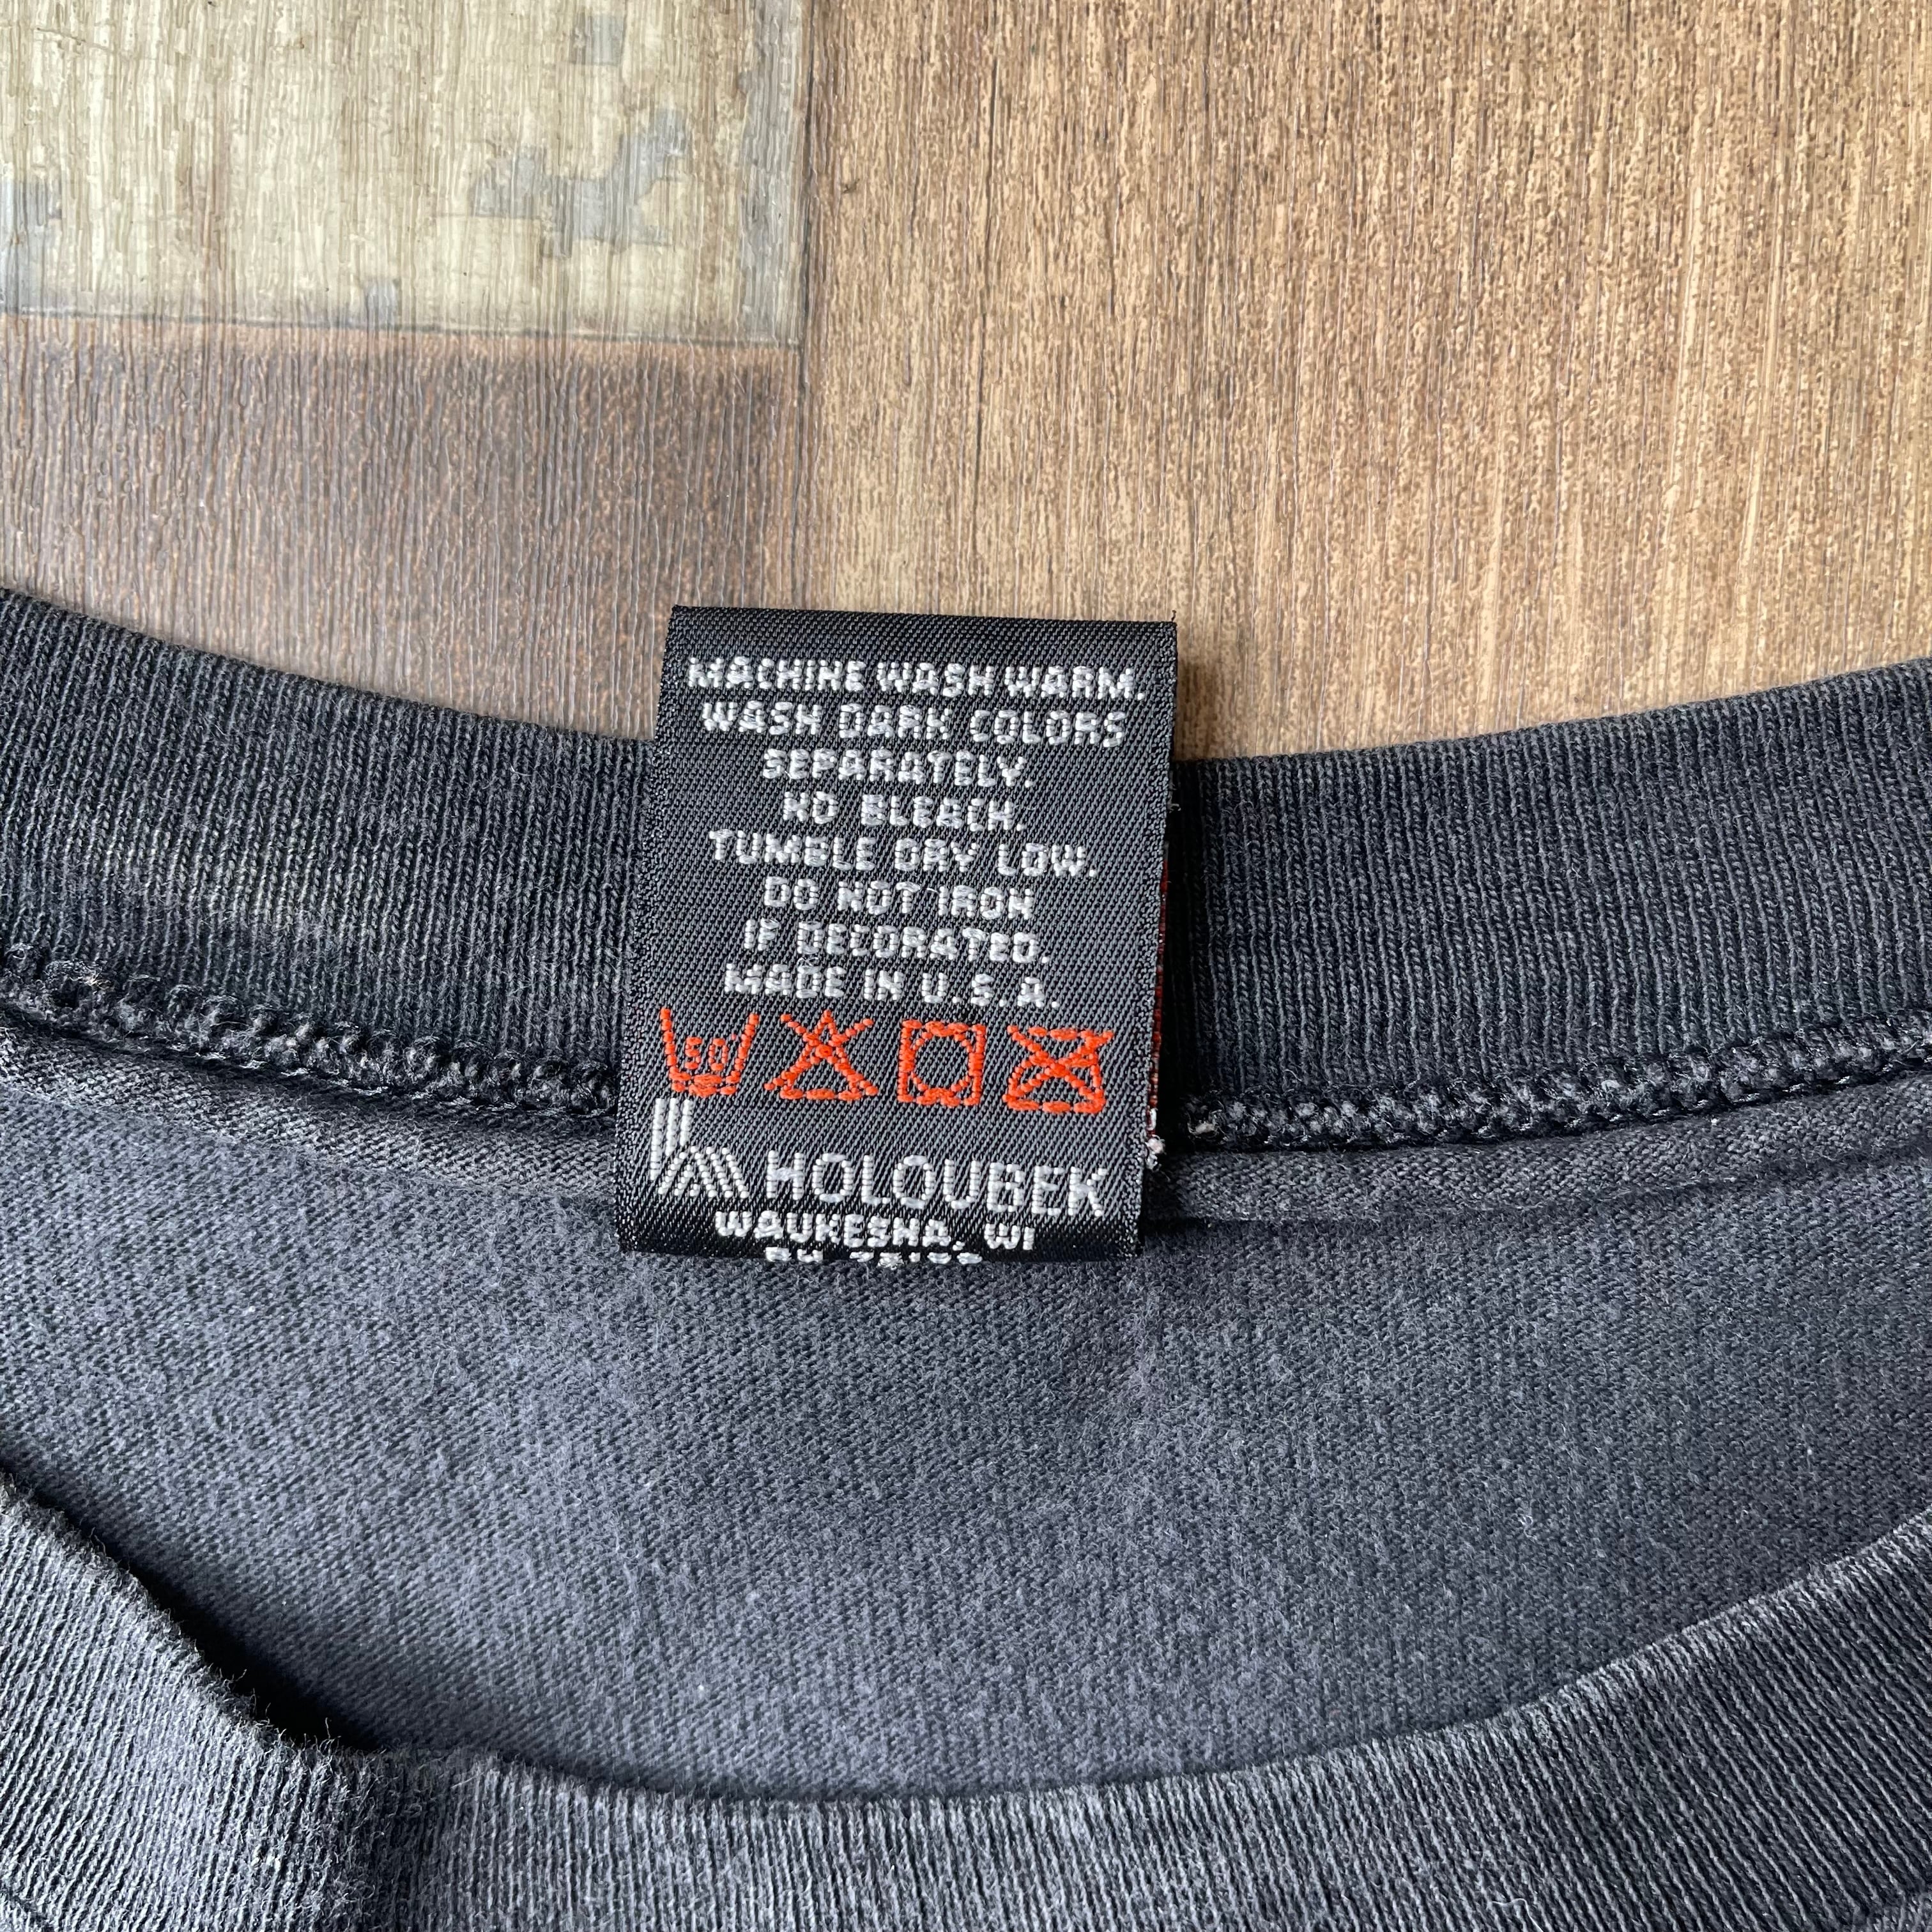 MACHINE WASH WARM.
WASH DARK COLORS
SEPARATELY.
NO BLEACH.
TUMBLE DRY LOW.
DO NOT IRON
IF DECORATED.
MADE IN U.S.A.
50°
HOLOUBEK
WAUKESHA, WI